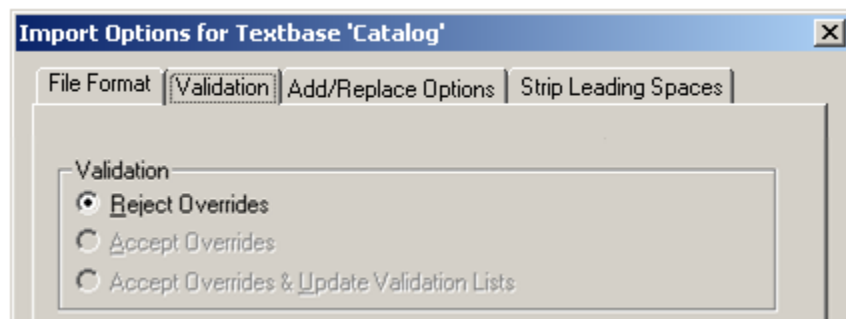 Import Options for Textbase 'Catalog'
File Format Validation Add/Replace Options Strip Leading Spaces
Validation
Reject Overrides
Accept Overrides
Accept Overrides & Update Validation Lists